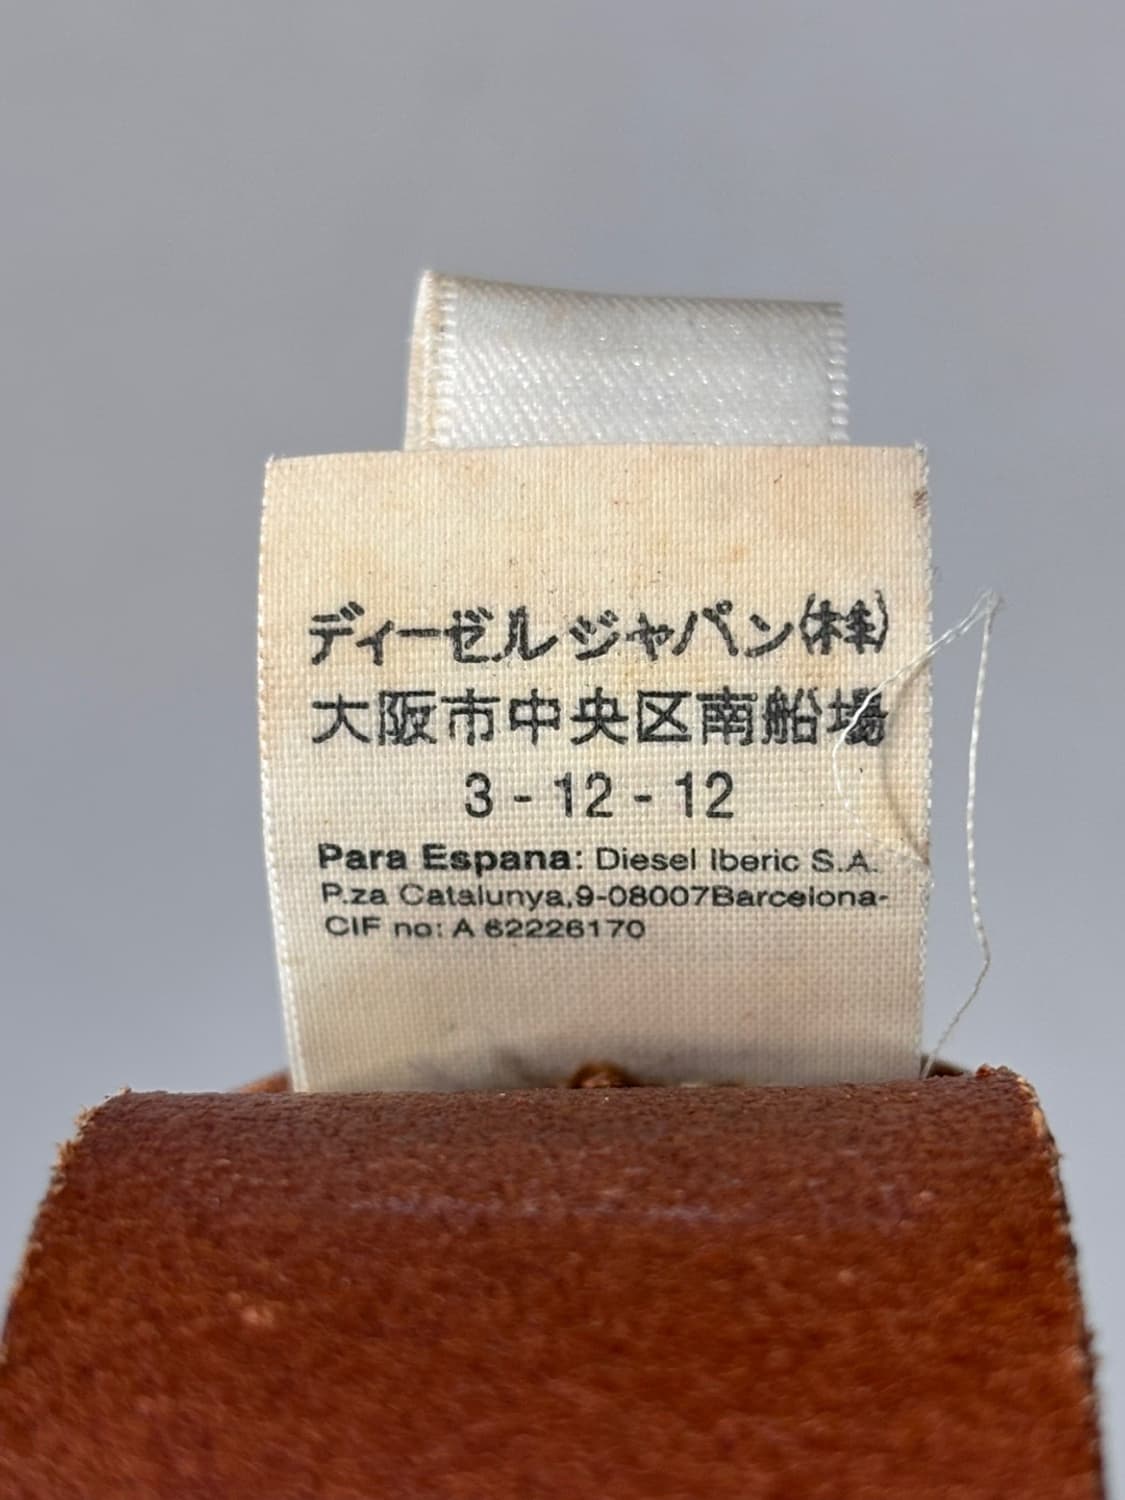 ディーゼルジャパン(株)
大阪市中央区南船場
3 - 12 - 12
Para Espana: Diesel Iberic S.A.
P.za Catalunya,9-08007Barcelona-
CIF no: A 62226170